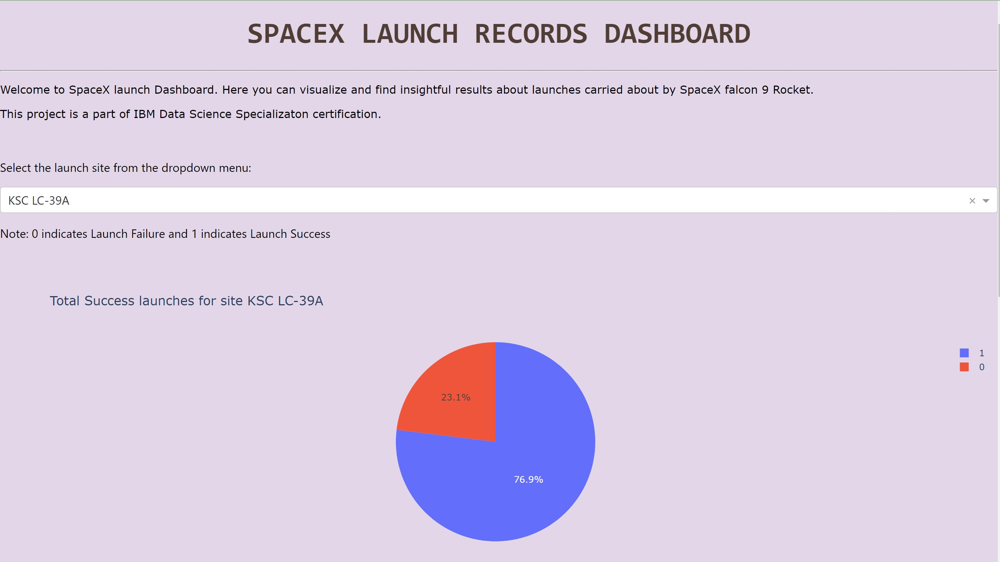 SPACEX LAUNCH RECORDS DASHBOARD
Welcome to SpaceX launch Dashboard. Here you can visualize and find insightful results about launches carried about by SpaceX falcon 9 Rocket.
This project is a part of IBM Data Science Specializaton certification.
Select the launch site from the dropdown menu:
KSC LC-39A
Note: 0 indicates Launch Failure and 1 indicates Launch Success
Total Success launches for site KSC LC-39A
1
0
23.1%
76.9%